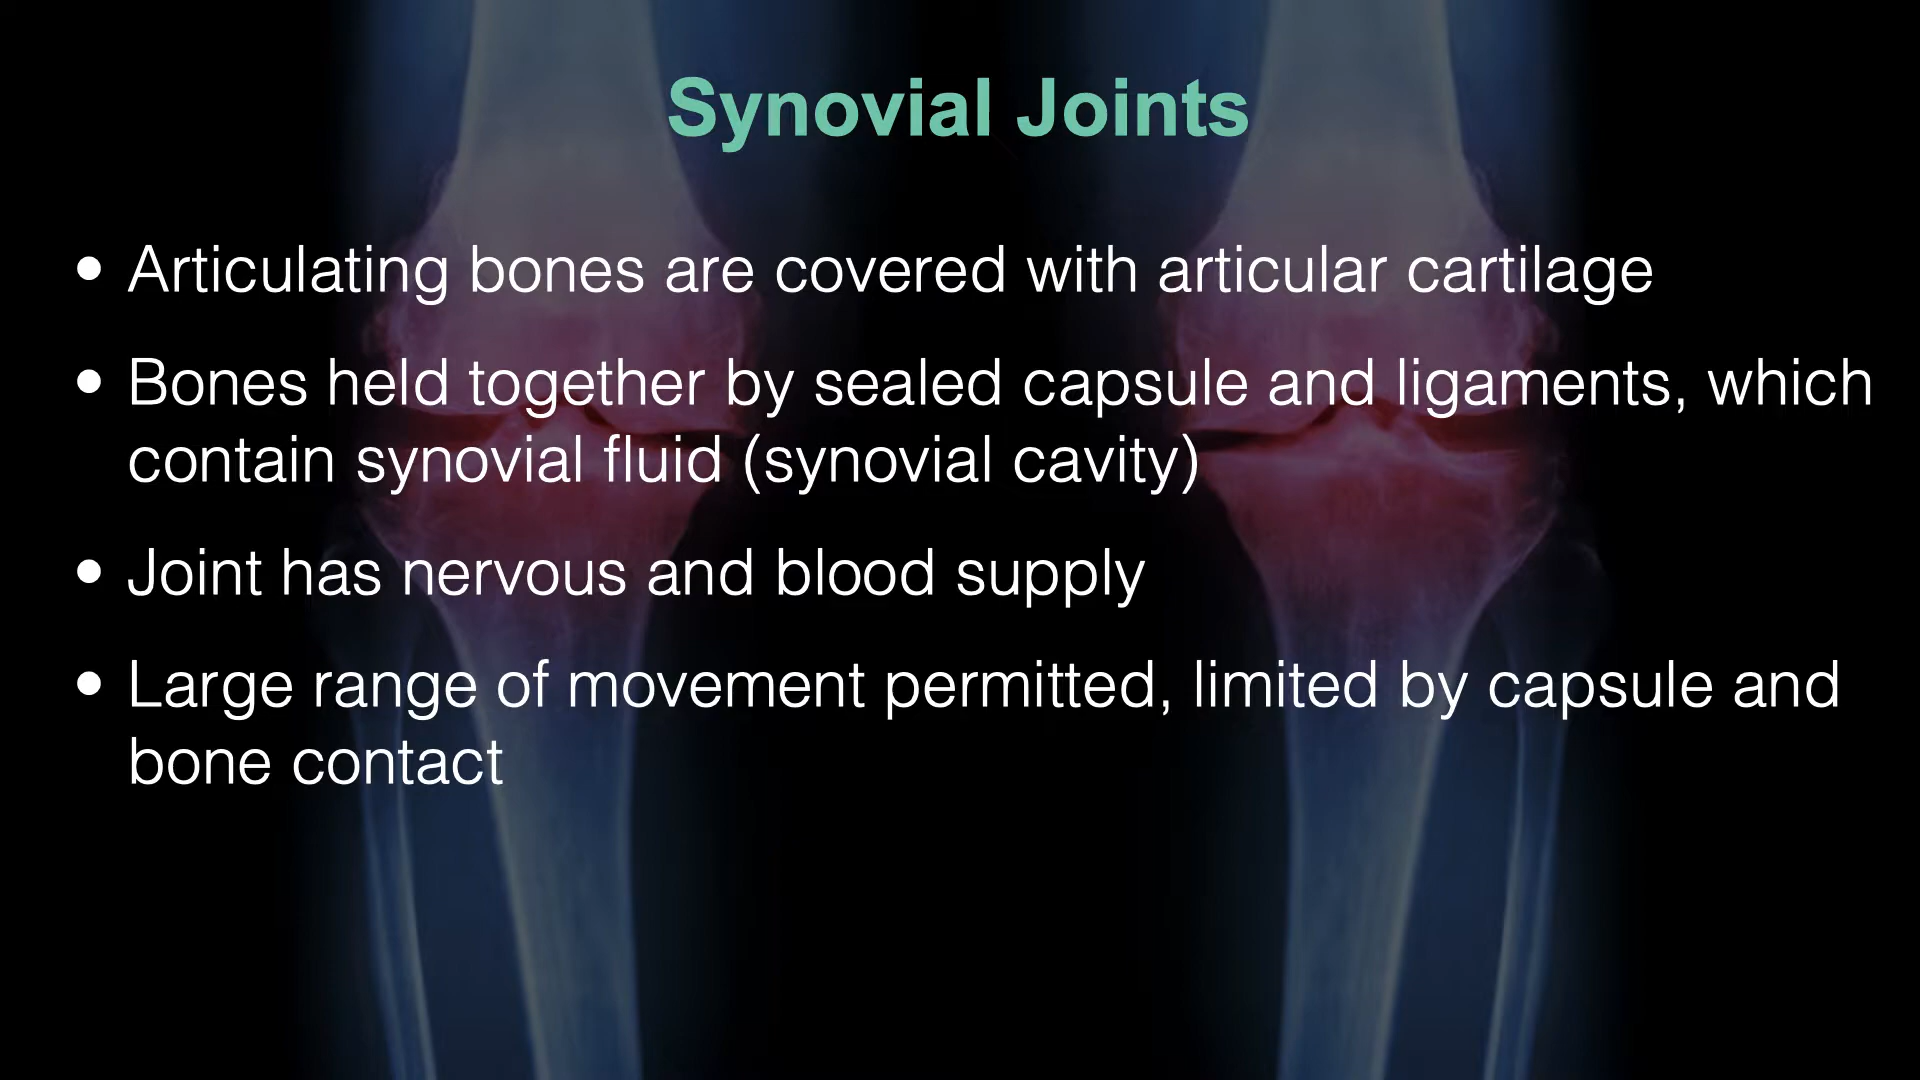 Synovial Joints
• Articulating bones are covered with articular cartilage
• Bones held together by sealed capsule and ligaments, which
contain synovial fluid (synovial cavity)
• Joint has nervous and blood supply
• Large range of movement permitted, limited by capsule and
bone contact